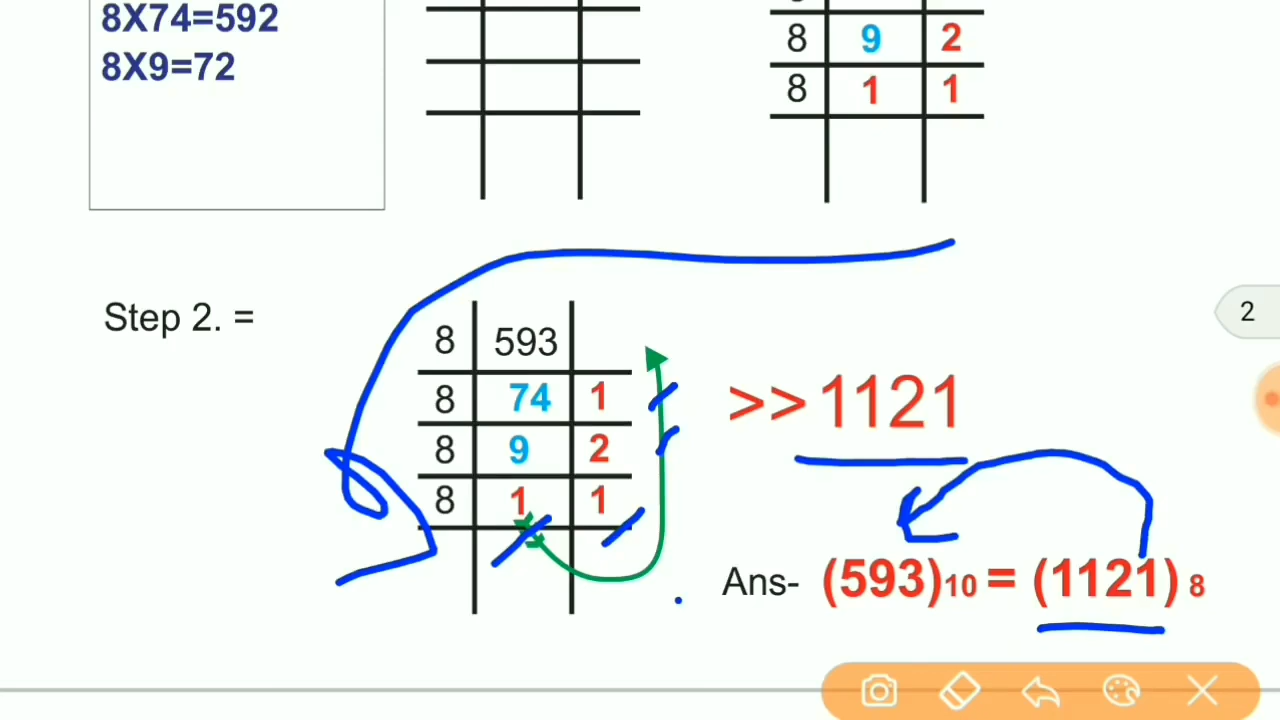 8X74=592
8X9=72
8 9 2
8 1 1
Step 2. =
8 593
8 74 1
8 9 2
8 1 1
>>1121
Ans- (593)10 = (1121) 8
2